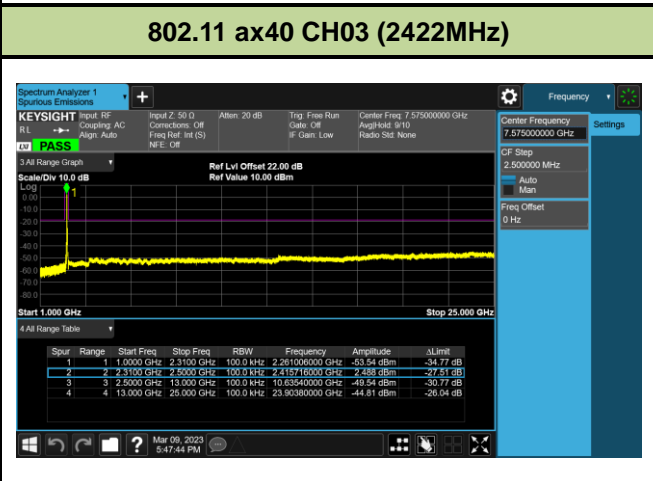 802.11 ax40 CH03 (2422MHz)
Spectrum Analyzer 1
Spurious Emissions
Frequency
KEYSIGHT Input: RF Input Z: 50 Ω Atten: 20 dB Trig: Free Run Center Freq: 7.575000000 GHz
RL Coupling: AC Corrections: Off Gate: Off Avg|Hold: 9/10
Align: Auto Freq Ref: Int (S) IF Gain: Low Radio Std: None
LXI PASS NFE: Off
Center Frequency
7.575000000 GHz
Settings
CF Step
2.500000 MHz
Auto
Man
Freq Offset
0 Hz
3 All Range Graph
Ref Lvl Offset 22.00 dB
Scale/Div 10.0 dB Ref Value 10.00 dBm
Log
1
0.00
-10.0
-20.0
-30.0
-40.0
-50.0
-60.0
-70.0
-80.0
Start 1.000 GHz Stop 25.000 GHz
4 All Range Table
Spur Range Start Freq Stop Freq RBW Frequency Amplitude ΔLimit
1 1 1.0000 GHz 2.3100 GHz 100.0 kHz 2.261006000 GHz -53.54 dBm -34.77 dB
2 2 2.3100 GHz 2.5000 GHz 100.0 kHz 2.415716000 GHz 2.488 dBm -27.51 dB
3 3 2.5000 GHz 13.000 GHz 100.0 kHz 10.63540000 GHz -49.54 dBm -30.77 dB
4 4 13.000 GHz 25.000 GHz 100.0 kHz 23.90380000 GHz -44.81 dBm -26.04 dB
Mar 09, 2023
5:47:44 PM